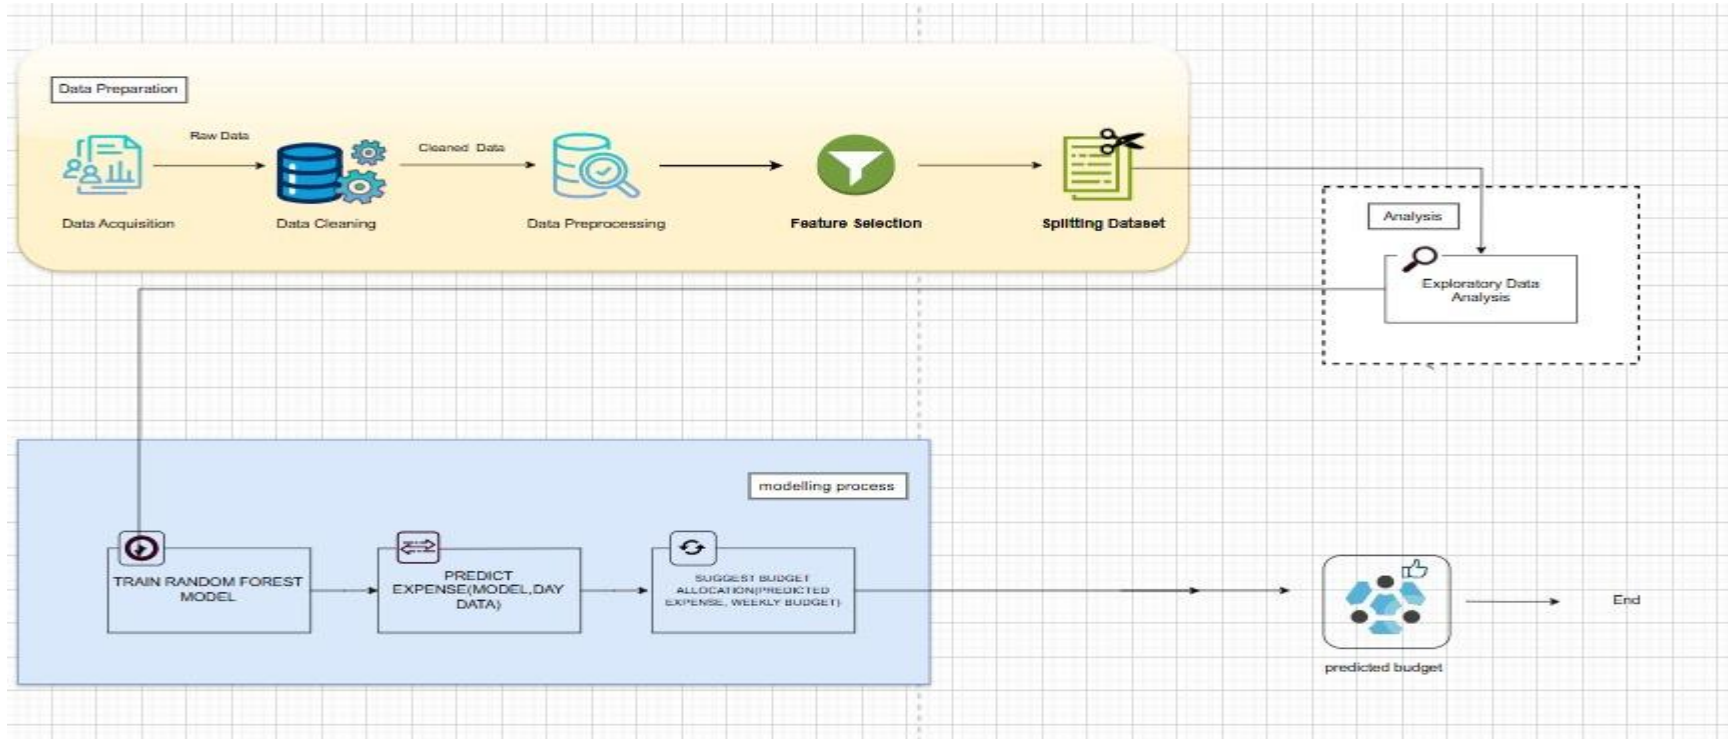 Data Preparation
Raw Data
Cleaned Data
Data Acquisition
Data Cleaning
Data Preprocessing
Feature Selection
Splitting Dataset
Analysis
Exploratory Data
Analysis
modelling process
TRAIN RANDOM FOREST
MODEL
PREDICT
EXPENSE(MODEL,DAY
DATA)
SUGGEST BUDGET
ALLOCATION(PREDICTED
EXPENSE, WEEKLY BUDGET)
End
predicted budget